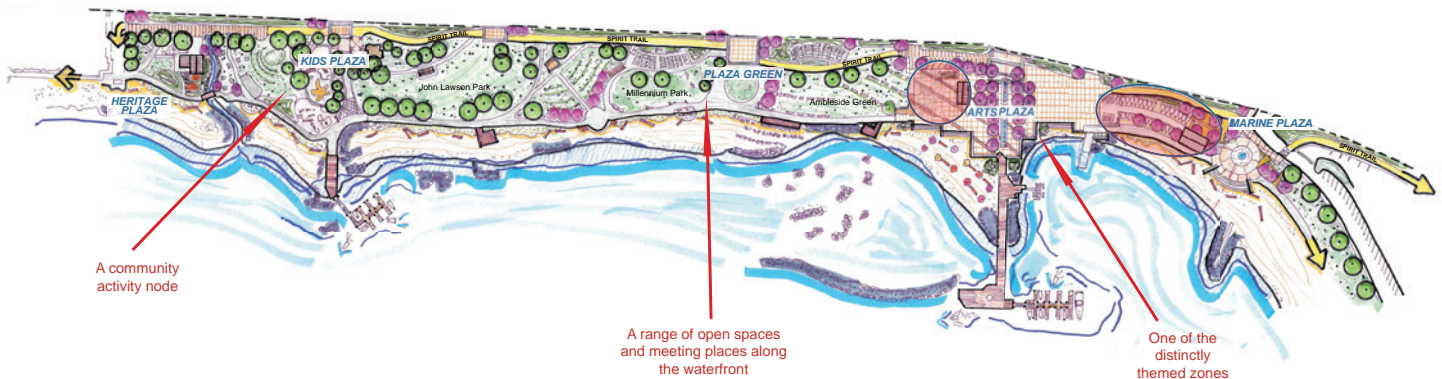 SPIRIT TRAIL
SPIRIT TRAIL
SPIRIT TRAIL
KIDS PLAZA
PLAZA GREEN
John Lawson Park
Millennium Park
Ambleside Green
HERITAGE
PLAZA
ARTS PLAZA
MARINE PLAZA
SPIRIT TRAIL
A community
activity node
A range of open spaces
and meeting places along
the waterfront
One of the
distinctly
themed zones